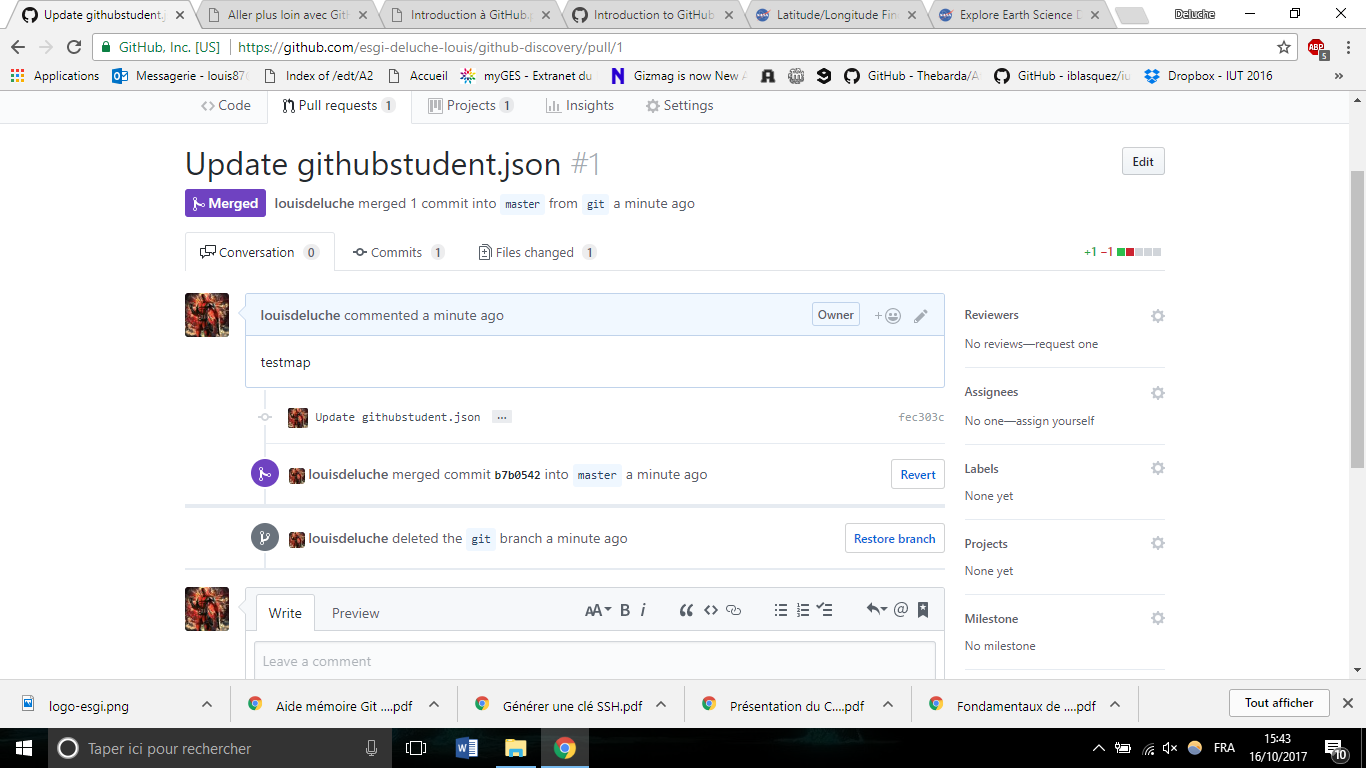 Update githubstudent.j
Aller plus loin avec Git
Introduction à GitHub.p
Introduction to GitHub
Latitude/Longitude Fin
Explore Earth Science D
Deluche
GitHub, Inc. [US] https://github.com/esgi-deluche-louis/github-discovery/pull/1
ABP
5
Applications
Messagerie - louis87
Index of /edt/A2
Accueil
myGES - Extranet du
Gizmag is now New A
GitHub - Thebarda/A
GitHub - iblasquez/iu
Dropbox - IUT 2016
»
Code
Pull requests 1
Projects 1
Insights
Settings
Update githubstudent.json #1
Edit
Merged louisdeluche merged 1 commit into master from git a minute ago
Conversation 0
Commits 1
Files changed 1
+1 −1
louisdeluche commented a minute ago
Owner
testmap
Update githubstudent.json …
fec303c
louisdeluche merged commit b7b0542 into master a minute ago
Revert
louisdeluche deleted the git branch a minute ago
Restore branch
Write
Preview
AA B i
Leave a comment
Reviewers
No reviews—request one
Assignees
No one—assign yourself
Labels
None yet
Projects
None yet
Milestone
No milestone
logo-esgi.png
Aide mémoire Git ....pdf
Générer une clé SSH.pdf
Présentation du C....pdf
Fondamentaux de ....pdf
Tout afficher
Taper ici pour rechercher
FRA
15:43
16/10/2017
10